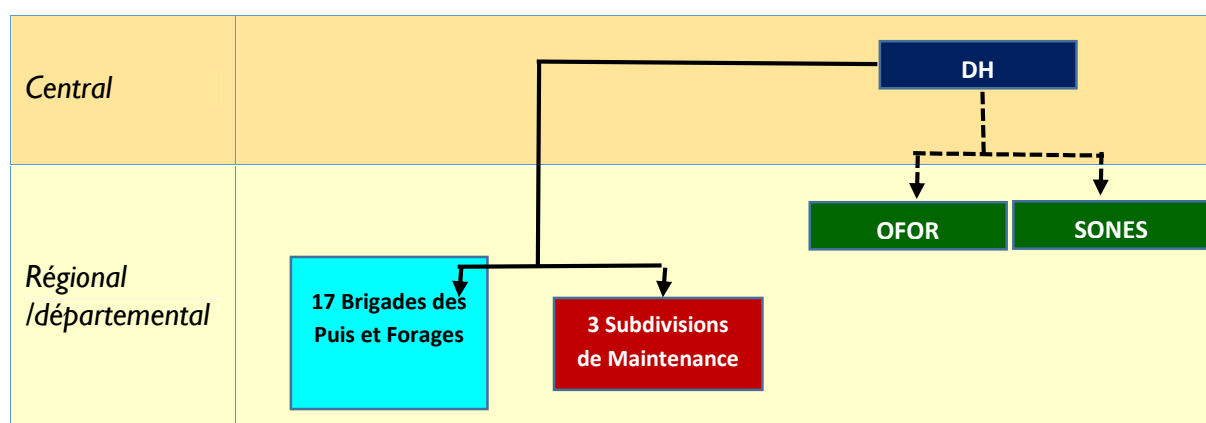 Central
DH
OFOR
SONES
Régional
/départemental
17 Brigades des
Puis et Forages
3 Subdivisions
de Maintenance